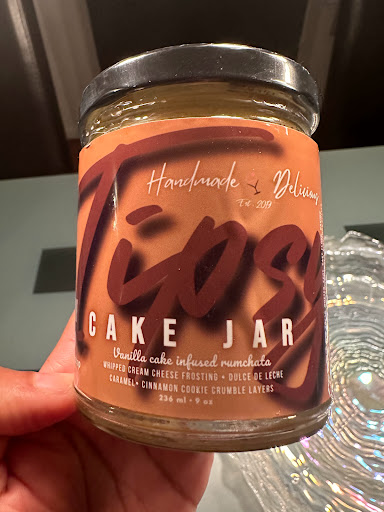 Handmade Delicious
Est. 2019
Tipsy
CAKE JAR
Vanilla cake infused rumchata
WHIPPED CREAM CHEESE FROSTING • DULCE DE LECHE
CARAMEL • CINNAMON COOKIE CRUMBLE LAYERS
236 ml • 9 oz